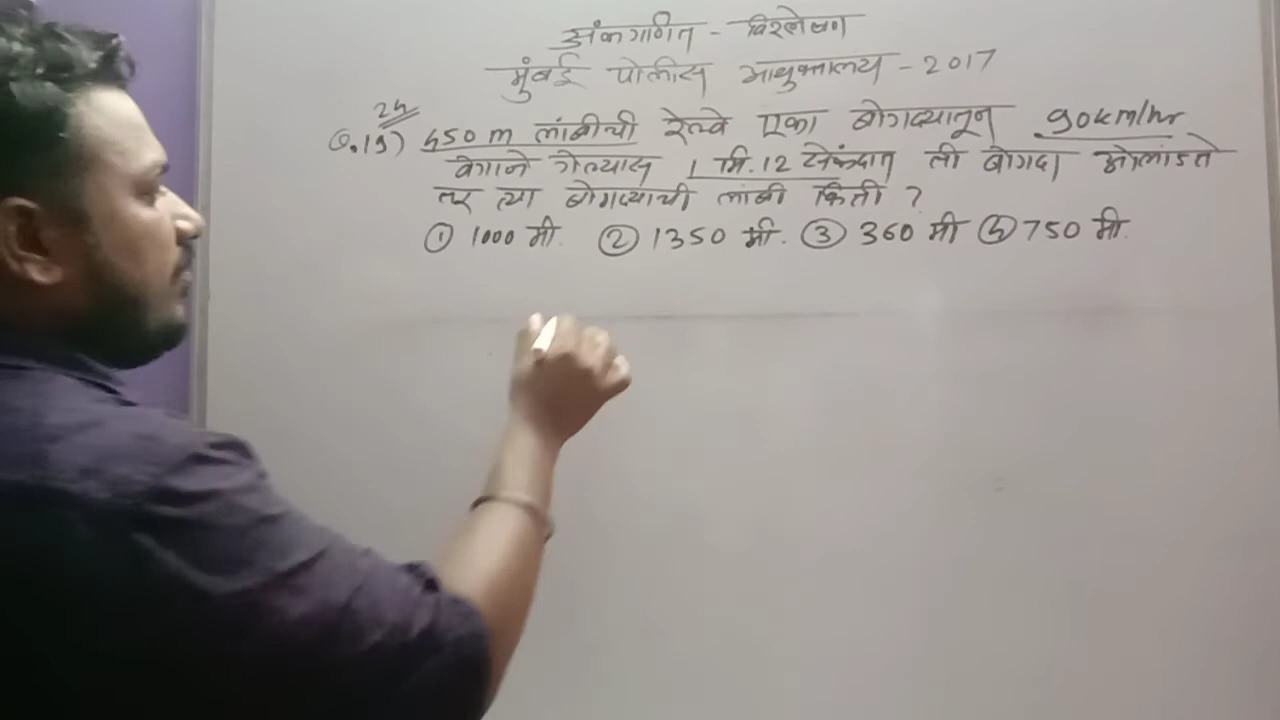 अंकगणित - विश्लेषण
मुंबई पोलीस आयुक्तालय - 2017
24
Q.19) 450 m लांबीची रेल्वे एका बोगद्यातून 90km/hr
वेगाने गेल्यास 1 मि. 12 सेकंदात ती बोगदा ओलांडते
तर त्या बोगद्याची लांबी किती ?
① 1000 मी. ② 1350 मी. ③ 360 मी ④ 750 मी.